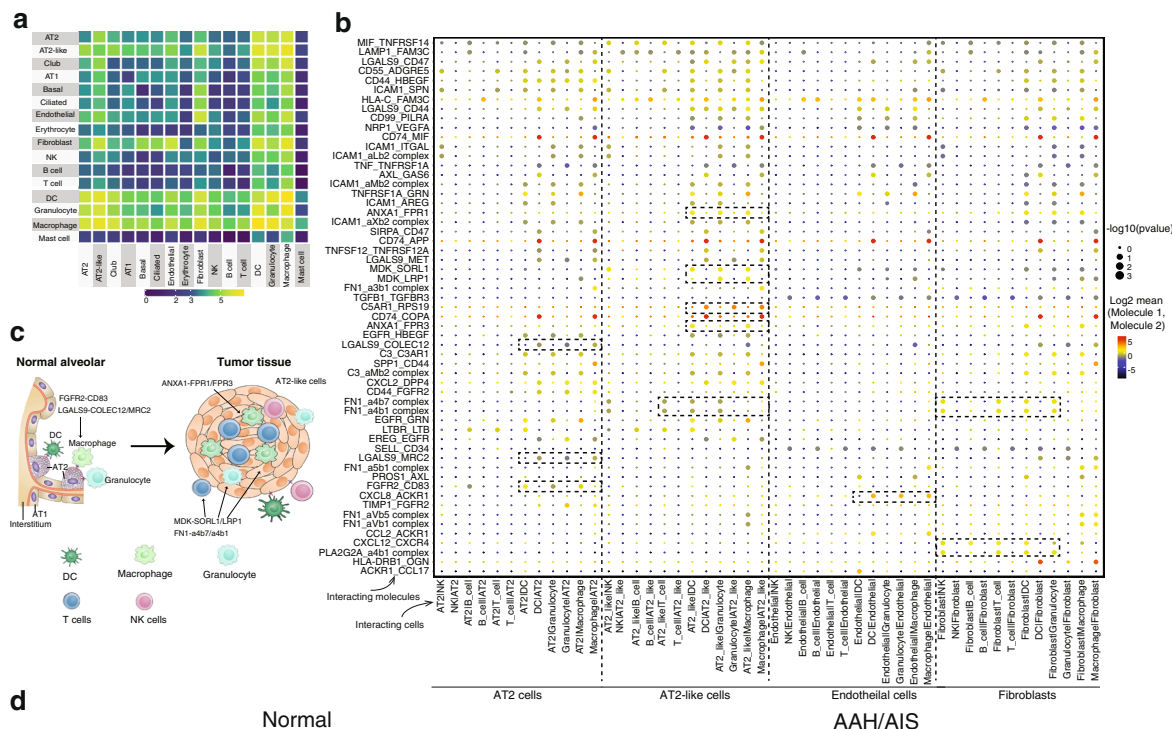 a
AT2
AT2-like
Club
AT1
Basal
Ciliated
Endothelial
Erythrocyte
Fibroblast
NK
B cell
T cell
DC
Granulocyte
Macrophage
Mast cell
AT2
AT2-like
Club
AT1
Basal
Ciliated
Endothelial
Erythrocyte
Fibroblast
NK
B cell
T cell
DC
Granulocyte
Macrophage
Mast cell
0 2 3 5
b
MIF_TNFRSF14
LAMP1_FAM3C
LGALS9_CD47
CD55_ADGRE5
CD44_HBEGF
ICAM1_SPN
HLA-C_FAM3C
LGALS9_CD44
CD99_PILRA
NRP1_VEGFA
CD74_MIF
ICAM1_ITGAL
ICAM1_aLb2 complex
TNF_TNFRSF1A
AXL_GAS6
ICAM1_aMb2 complex
TNFRSF1A_GRN
ICAM1_AREG
ANXA1_FPR1
ICAM1_aXb2 complex
SIRPA_CD47
CD74_APP
TNFSF12_TNFRSF12A
LGALS9_MET
MDK_SORL1
MDK_LRP1
FN1_a3b1 complex
TGFB1_TGFBR3
C5AR1_RPS19
CD74_COPA
ANXA1_FPR3
EGFR_HBEGF
LGALS9_COLEC12
C3_C3AR1
SPP1_CD44
C3_aMb2 complex
CXCL2_DPP4
CD44_FGFR2
FN1_a4b7 complex
FN1_a4b1 complex
EGFR_GRN
LTBR_LTB
EREG_EGFR
SELL_CD34
LGALS9_MRC2
FN1_a5b1 complex
PROS1_AXL
FGFR2_CD83
CXCL8_ACKR1
TIMP1_FGFR2
FN1_aVb5 complex
FN1_aVb1 complex
CCL2_ACKR1
CXCL12_CXCR4
PLA2G2A_a4b1 complex
HLA-DRB1_OGN
ACKR1_CCL17
Interacting molecules
Interacting cells
AT2|NK
NK|AT2
AT2|B_cell
B_cell|AT2
AT2|T_cell
T_cell|AT2
AT2|DC
DC|AT2
AT2|Granulocyte
Granulocyte|AT2
AT2|Macrophage
Macrophage|AT2
AT2_like|NK
NK|AT2_like
AT2_like|B_cell
B_cell|AT2_like
AT2_like|T_cell
T_cell|AT2_like
AT2_like|DC
DC|AT2_like
AT2_like|Granulocyte
Granulocyte|AT2_like
AT2_like|Macrophage
Macrophage|AT2_like
Endothelial|NK
NK|Endothelial
Endothelial|B_cell
B_cell|Endothelial
Endothelial|T_cell
T_cell|Endothelial
Endothelial|DC
DC|Endothelial
Endothelial|Granulocyte
Granulocyte|Endothelial
Endothelial|Macrophage
Macrophage|Endothelial
Fibroblast|NK
NK|Fibroblast
Fibroblast|B_cell
B_cell|Fibroblast
Fibroblast|T_cell
T_cell|Fibroblast
Fibroblast|DC
DC|Fibroblast
Fibroblast|Granulocyte
Granulocyte|Fibroblast
Fibroblast|Macrophage
Macrophage|Fibroblast
AT2 cells
AT2-like cells
Endotheilal cells
Fibroblasts
-log10(pvalue)
0
1
2
3
Log2 mean
(Molecule 1,
Molecule 2)
5
0
-5
c
Normal alveolar
Tumor tissue
FGFR2-CD83
LGALS9-COLEC12/MRC2
DC
Macrophage
AT2
Granulocyte
AT1
Interstitium
ANXA1-FPR1/FPR3
AT2-like cells
MDK-SORL1/LRP1
FN1-a4b7/a4b1
DC
Macrophage
Granulocyte
T cells
NK cells
d
Normal
AAH/AIS